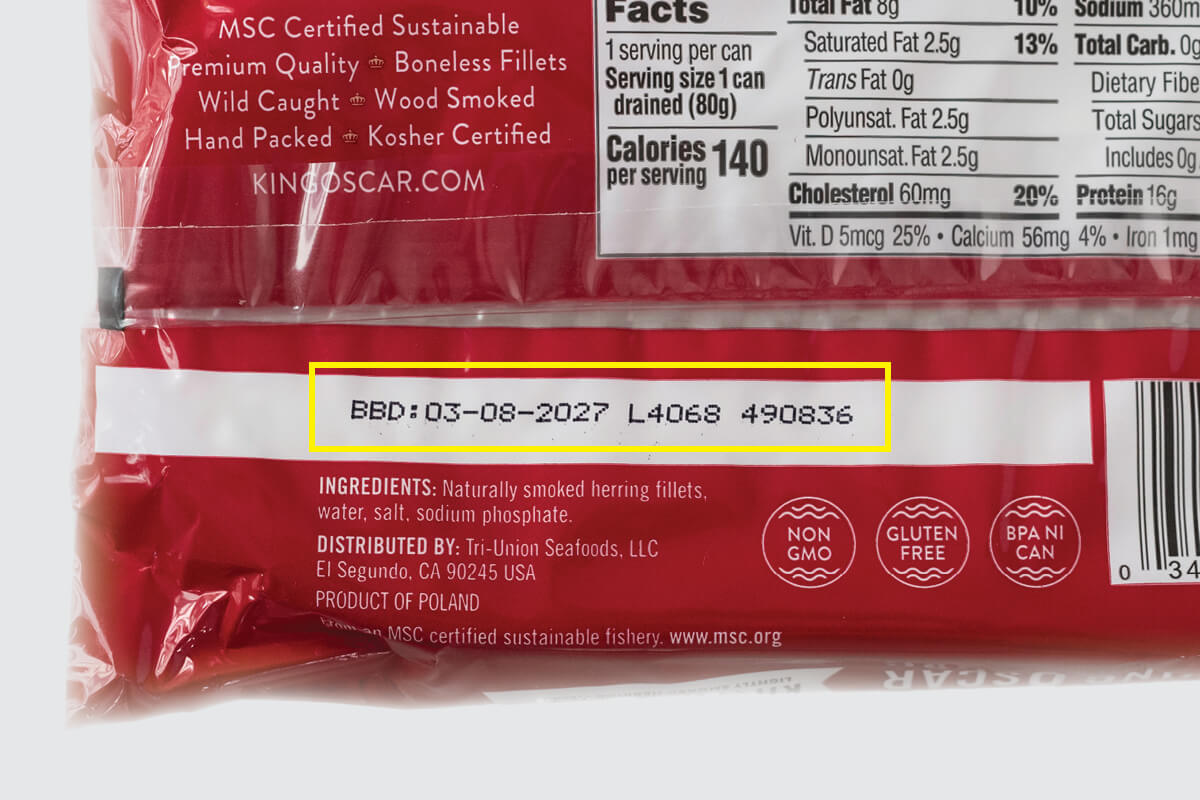 MSC Certified Sustainable
Premium Quality Boneless Fillets
Wild Caught Wood Smoked
Hand Packed Kosher Certified
KINGOSCAR.COM
Facts
1 serving per can
Serving size 1 can
drained (80g)
Calories 140
per serving
Total Fat 8g 10%
Saturated Fat 2.5g 13%
Trans Fat 0g
Polyunsat. Fat 2.5g
Monounsat. Fat 2.5g
Cholesterol 60mg 20%
Sodium 360m
Total Carb. 0g
Dietary Fibe
Total Sugars
Includes 0g
Protein 16g
Vit. D 5mcg 25% • Calcium 56mg 4% • Iron 1mg
BBD:03-08-2027 L4068 490836
INGREDIENTS: Naturally smoked herring fillets,
water, salt, sodium phosphate.
DISTRIBUTED BY: Tri-Union Seafoods, LLC
El Segundo, CA 90245 USA
PRODUCT OF POLAND
From an MSC certified sustainable fishery. www.msc.org
NON
GMO
GLUTEN
FREE
BPA NI
CAN
0 34
KING OSCAR